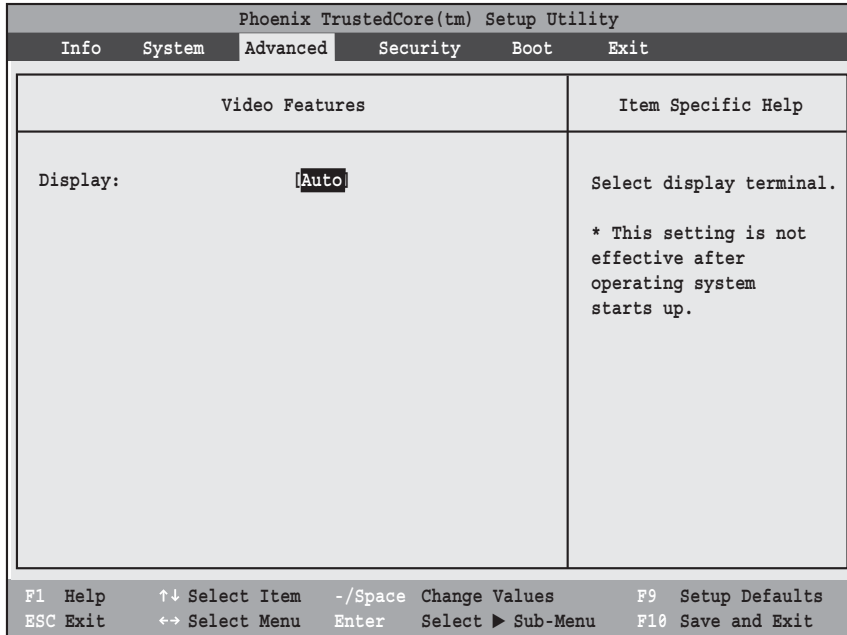 Phoenix TrustedCore(tm) Setup Utility
Info System Advanced Security Boot Exit
Video Features
Item Specific Help
Display: [Auto]
Select display terminal.
* This setting is not
effective after
operating system
starts up.
F1 Help ↑↓ Select Item -/Space Change Values F9 Setup Defaults
ESC Exit ←→ Select Menu Enter Select ▶ Sub-Menu F10 Save and Exit